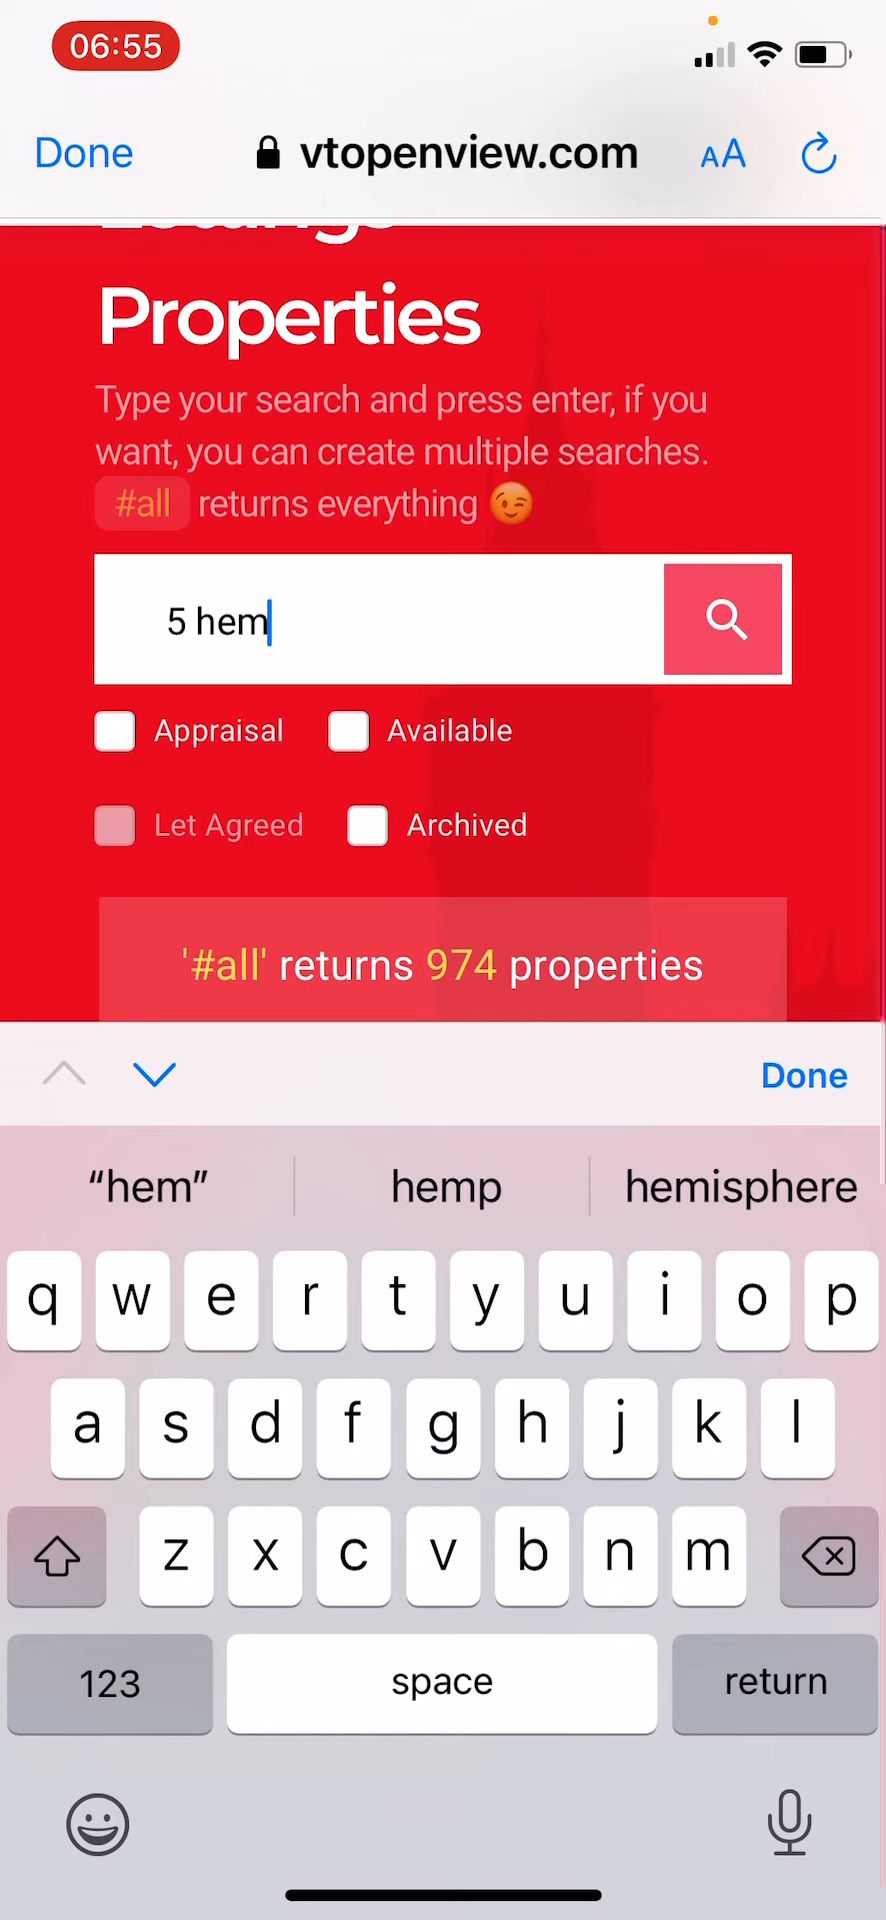 06:55
Done vtopenview.com AA
Lettings
Properties
Type your search and press enter, if you
want, you can create multiple searches.
#all returns everything 😉
5 hem
Appraisal Available
Let Agreed Archived
'#all' returns 974 properties
Done
“hem” hemp hemisphere
q w e r t y u i o p
a s d f g h j k l
z x c v b n m
123 space return